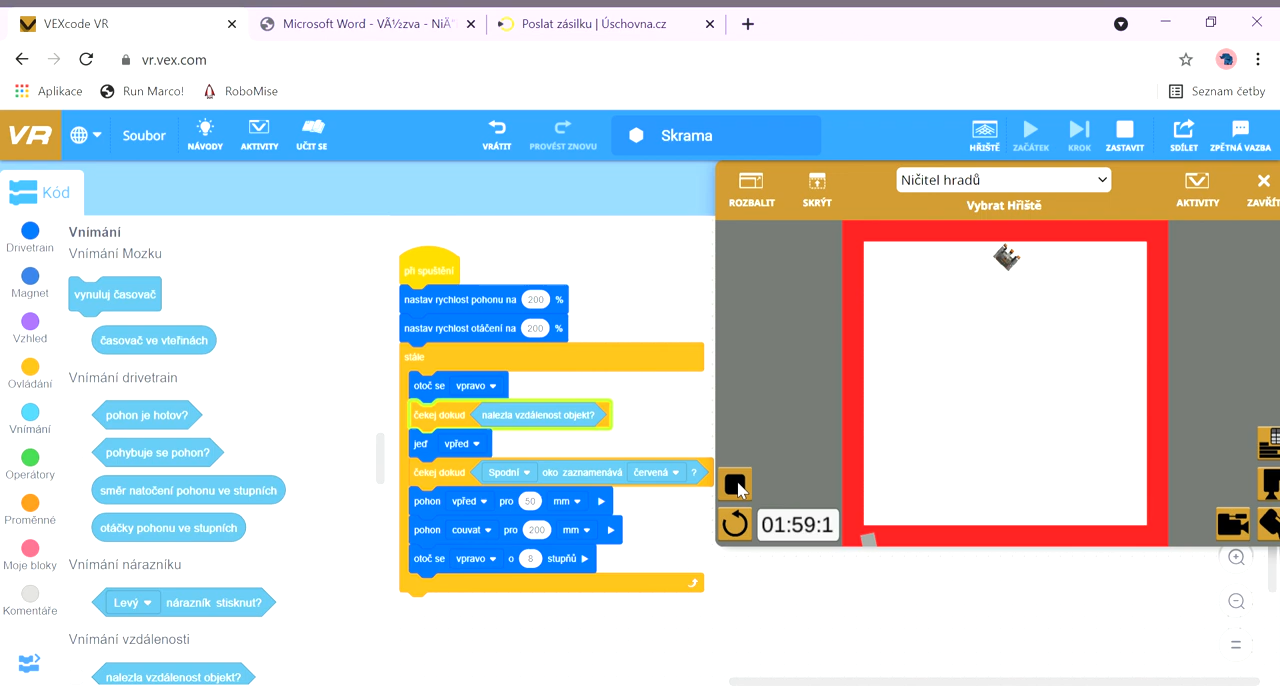 VEXcode VR
Microsoft Word - VÃ½zva - NiÄ
Poslat zásilku | Úschovna.cz
vr.vex.com
Aplikace
Run Marco!
RoboMise
Seznam četby
VR
Soubor
NÁVODY
AKTIVITY
UČIT SE
VRÁTIT
PROVÉST ZNOVU
Skrama
HŘIŠTĚ
ZAČÁTEK
KROK
ZASTAVIT
SDÍLET
ZPĚTNÁ VAZBA
Kód
Drivetrain
Magnet
Vzhled
Ovládání
Vnímání
Operátory
Proměnné
Moje bloky
Komentáře
Vnímání
Vnímání Mozku
vynuluj časovač
časovač ve vteřinách
Vnímání drivetrain
pohon je hotov?
pohybuje se pohon?
směr natočení pohonu ve stupních
otáčky pohonu ve stupních
Vnímání nárazníku
Levý nárazník stisknut?
Vnímání vzdálenosti
nalezla vzdálenost objekt?
při spuštění
nastav rychlost pohonu na 200 %
nastav rychlost otáčení na 200 %
stále
otoč se vpravo
čekej dokud nalezla vzdálenost objekt?
jeď vpřed
čekej dokud Spodní oko zaznamenává červená ?
pohon vpřed pro 50 mm
pohon couvat pro 200 mm
otoč se vpravo o 8 stupňů
ROZBALIT
SKRÝT
Ničitel hradů
Vybrat Hřiště
AKTIVITY
ZAVŘÍT
01:59:1